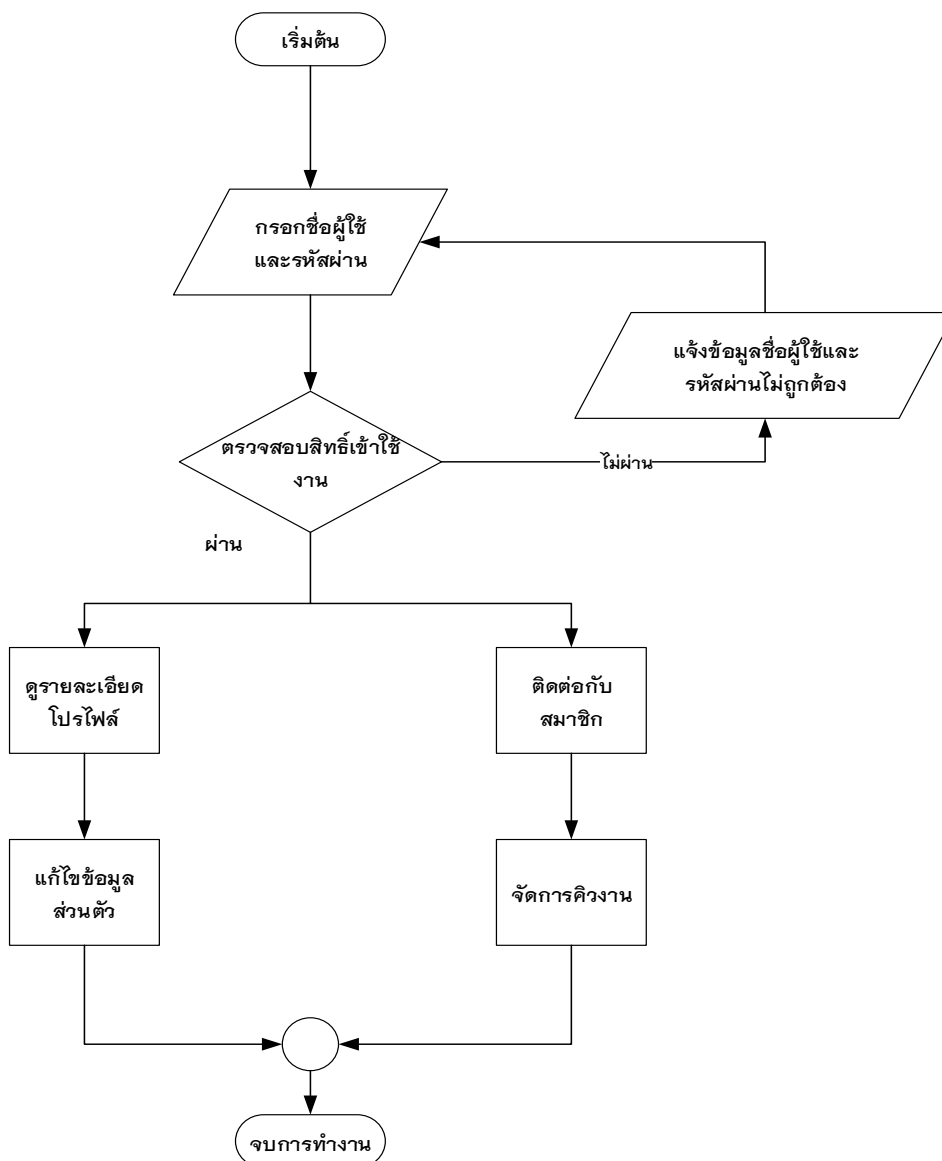 เริ่มต้น
กรอกชื่อผู้ใช้
และรหัสผ่าน
แจ้งข้อมูลชื่อผู้ใช้และ
รหัสผ่านไม่ถูกต้อง
ตรวจสอบสิทธิ์เข้าใช้
งาน
ไม่ผ่าน
ผ่าน
ดูรายละเอียด
โปรไฟล์
ติดต่อกับ
สมาชิก
แก้ไขข้อมูล
ส่วนตัว
จัดการคิวงาน
จบการทำงาน